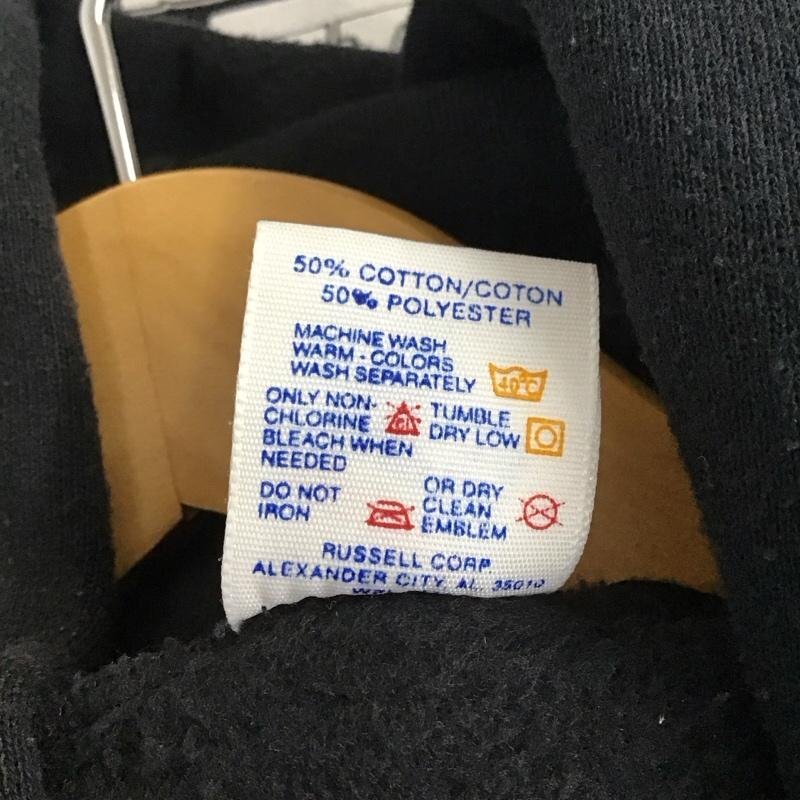 50% COTTON/COTON
50% POLYESTER
MACHINE WASH
WARM - COLORS
WASH SEPARATELY
40°C
ONLY NON-
CHLORINE
BLEACH WHEN
NEEDED
Cl
TUMBLE
DRY LOW
DO NOT
IRON
OR DRY
CLEAN
EMBLEM
RUSSELL CORP
ALEXANDER CITY, AL 35010